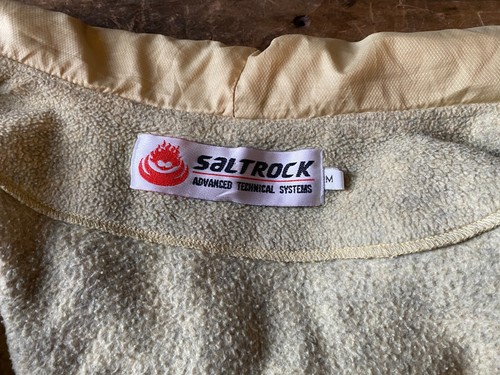 SALTROCK
ADVANCED TECHNICAL SYSTEMS
M